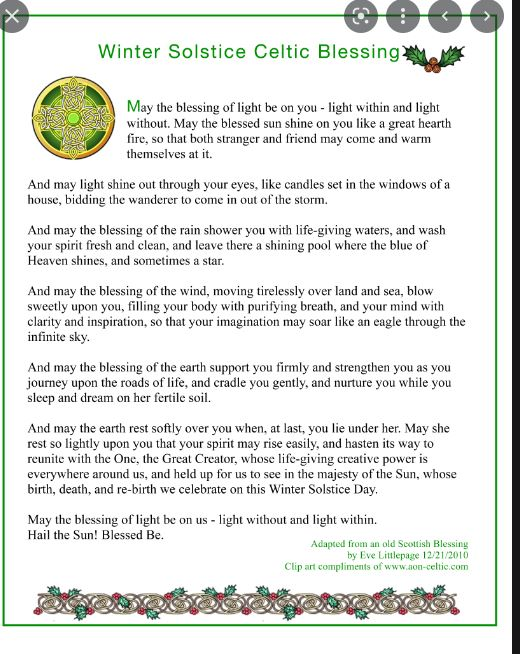 Winter Solstice Celtic Blessing
May the blessing of light be on you - light within and light
without. May the blessed sun shine on you like a great hearth
fire, so that both stranger and friend may come and warm
themselves at it.
And may light shine out through your eyes, like candles set in the windows of a
house, bidding the wanderer to come in out of the storm.
And may the blessing of the rain shower you with life-giving waters, and wash
your spirit fresh and clean, and leave there a shining pool where the blue of
Heaven shines, and sometimes a star.
And may the blessing of the wind, moving tirelessly over land and sea, blow
sweetly upon you, filling your body with purifying breath, and your mind with
clarity and inspiration, so that your imagination may soar like an eagle through the
infinite sky.
And may the blessing of the earth support you firmly and strengthen you as you
journey upon the roads of life, and cradle you gently, and nurture you while you
sleep and dream on her fertile soil.
And may the earth rest softly over you when, at last, you lie under her. May she
rest so lightly upon you that your spirit may rise easily, and hasten its way to
reunite with the One, the Great Creator, whose life-giving creative power is
everywhere around us, and held up for us to see in the majesty of the Sun, whose
birth, death, and re-birth we celebrate on this Winter Solstice Day.
May the blessing of light be on us - light without and light within.
Hail the Sun! Blessed Be.
Adapted from an old Scottish Blessing
by Eve Littlepage 12/21/2010
Clip art compliments of www.aon-celtic.com